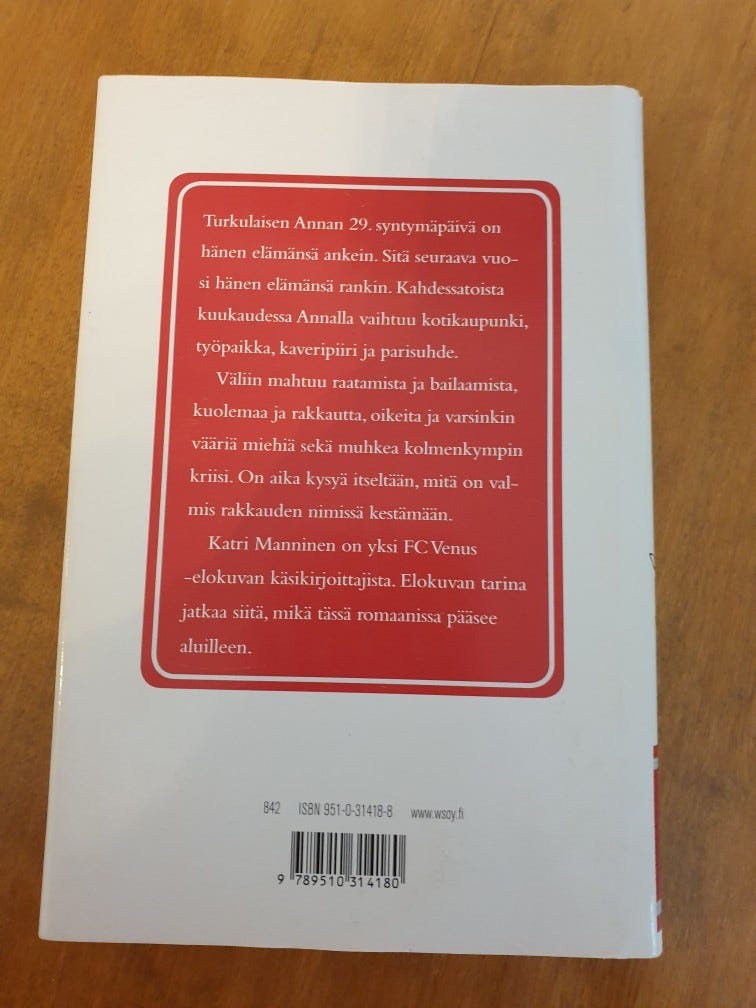 Turkulaisen Annan 29. syntymäpäivä on
hänen elämänsä ankein. Sitä seuraava vuo-
si hänen elämänsä rankin. Kahdessatoista
kuukaudessa Annalla vaihtuu kotikaupunki,
työpaikka, kaveripiiri ja parisuhde.
Väliin mahtuu raatamista ja bailaamista,
kuolemaa ja rakkautta, oikeita ja varsinkin
vääriä miehiä sekä muhkea kolmenkympin
kriisi. On aika kysyä itseltään, mitä on val-
mis rakkauden nimissä kestämään.
Katri Manninen on yksi FC Venus
-elokuvan käsikirjoittajista. Elokuvan tarina
jatkaa siitä, mikä tässä romaanissa pääsee
aluilleen.
842 ISBN 951-0-31418-8 www.wsoy.fi
9 789510 314180